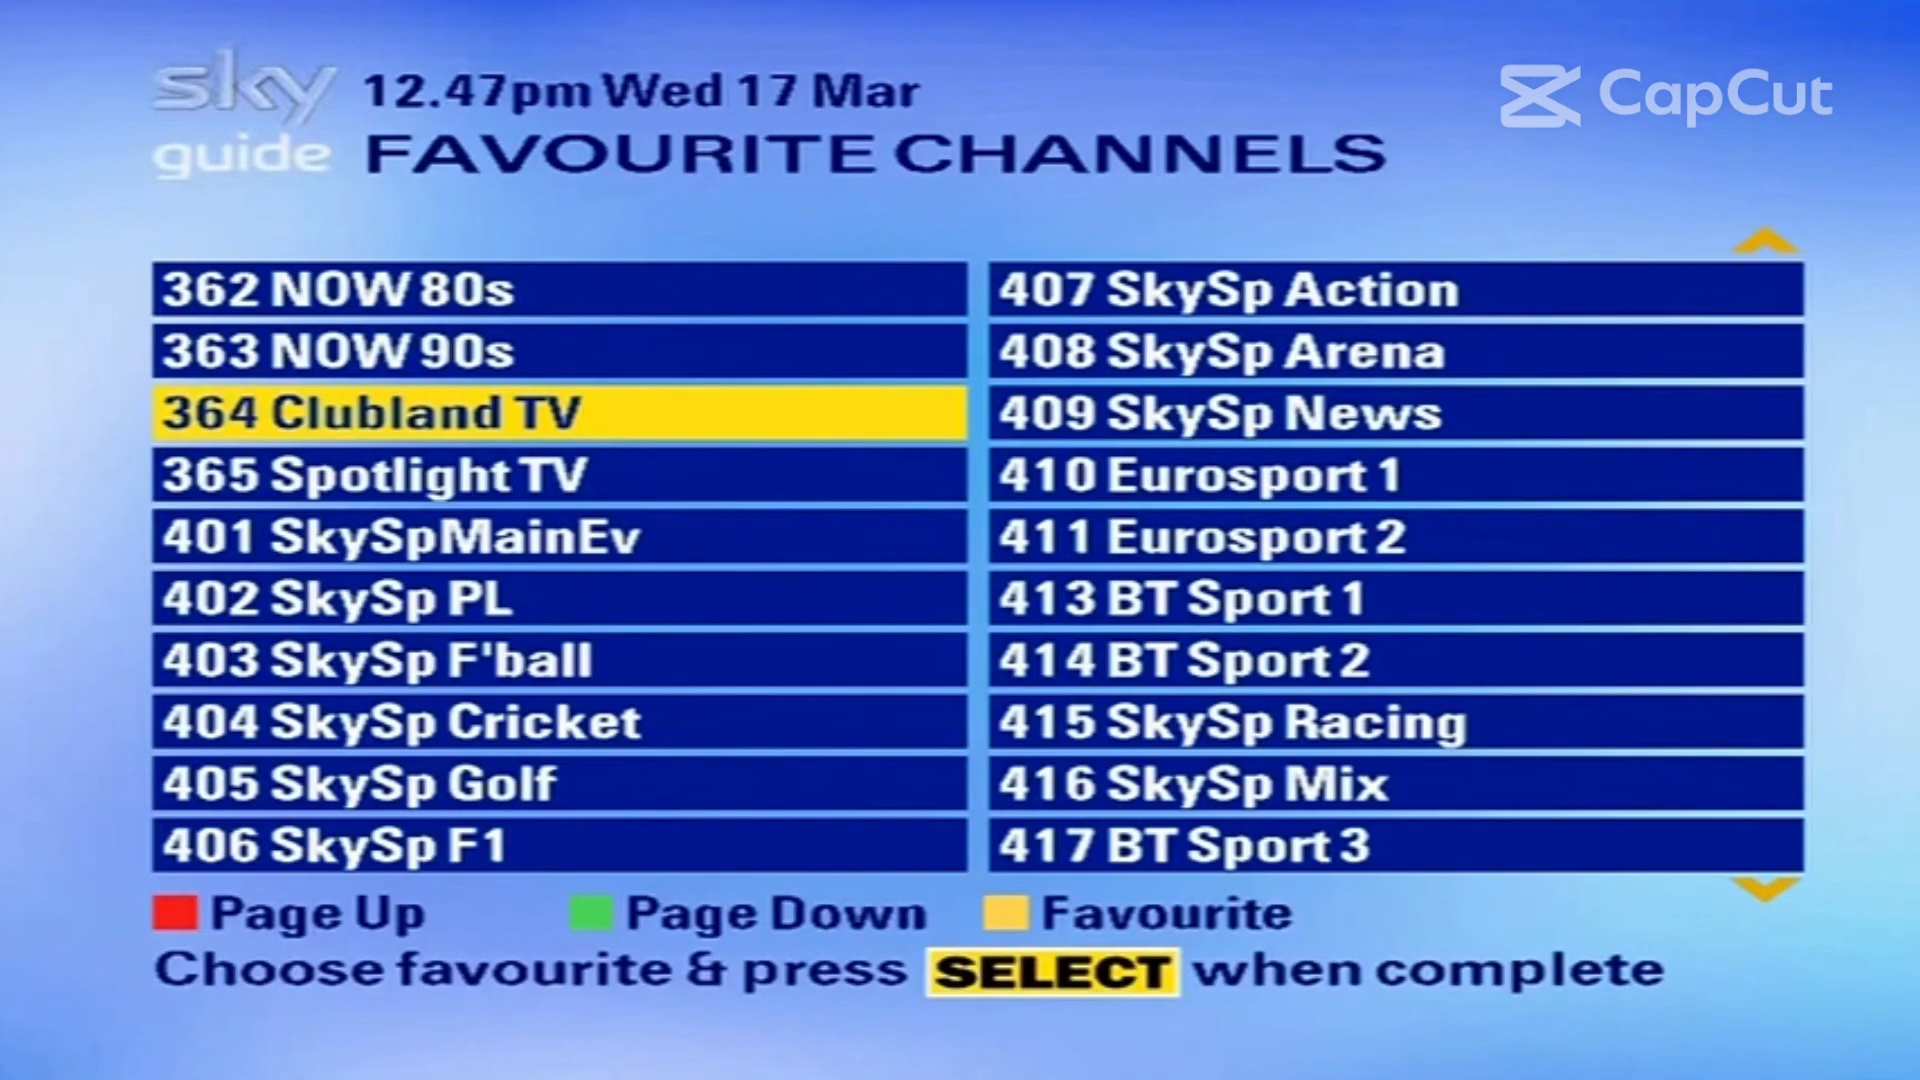 sky guide
12.47pm Wed 17 Mar
FAVOURITE CHANNELS
CapCut
362 NOW 80s
363 NOW 90s
364 Clubland TV
365 Spotlight TV
401 SkySpMainEv
402 SkySp PL
403 SkySp F'ball
404 SkySp Cricket
405 SkySp Golf
406 SkySp F1
407 SkySp Action
408 SkySp Arena
409 SkySp News
410 Eurosport 1
411 Eurosport 2
413 BT Sport 1
414 BT Sport 2
415 SkySp Racing
416 SkySp Mix
417 BT Sport 3
Page Up Page Down Favourite
Choose favourite & press SELECT when complete